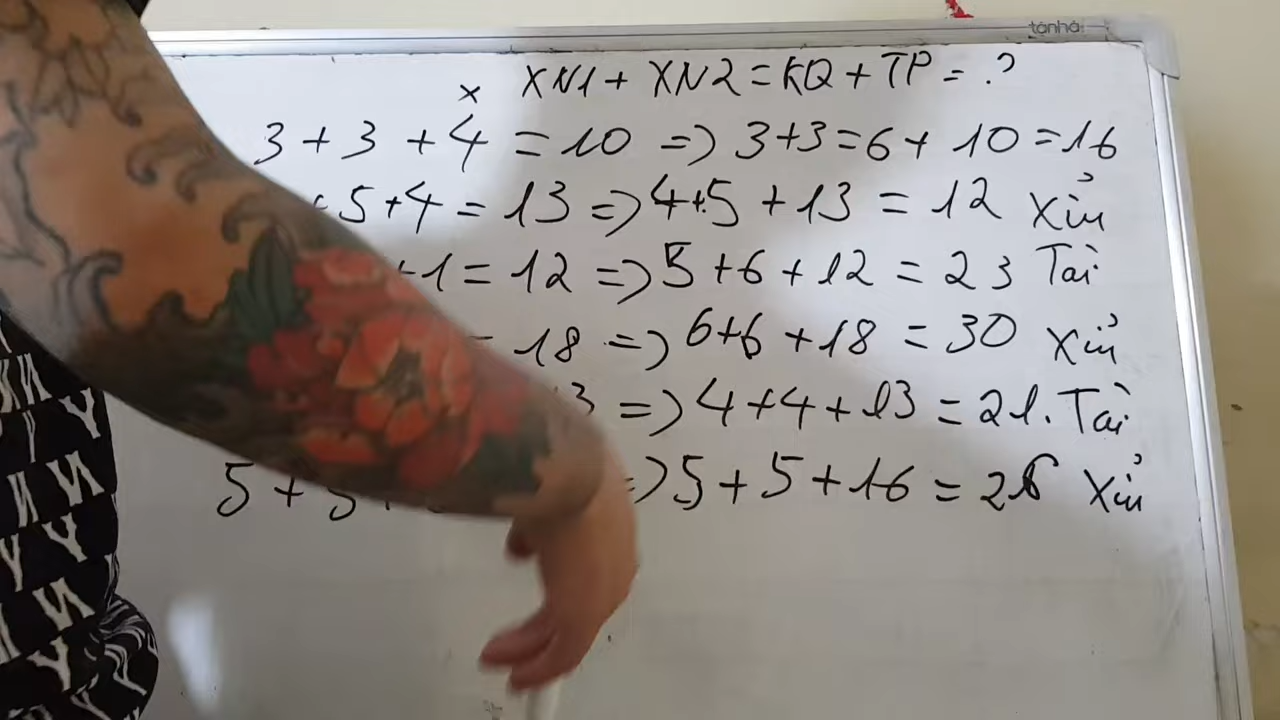 tánhá
XN1 + XN2 = KQ + TP = ?
x
3 + 3 + 4 = 10 => 3+3=6+ 10 =16
+5+4 = 13 => 4+5 +13 = 12 Xỉu
+1 = 12 => 5+6+12 = 23 Tài
= 18 => 6+6 +18 = 30 Xỉu
3 => 4+4+13 = 21. Tài
5 + 5 + => 5+5+16 = 26 Xỉu